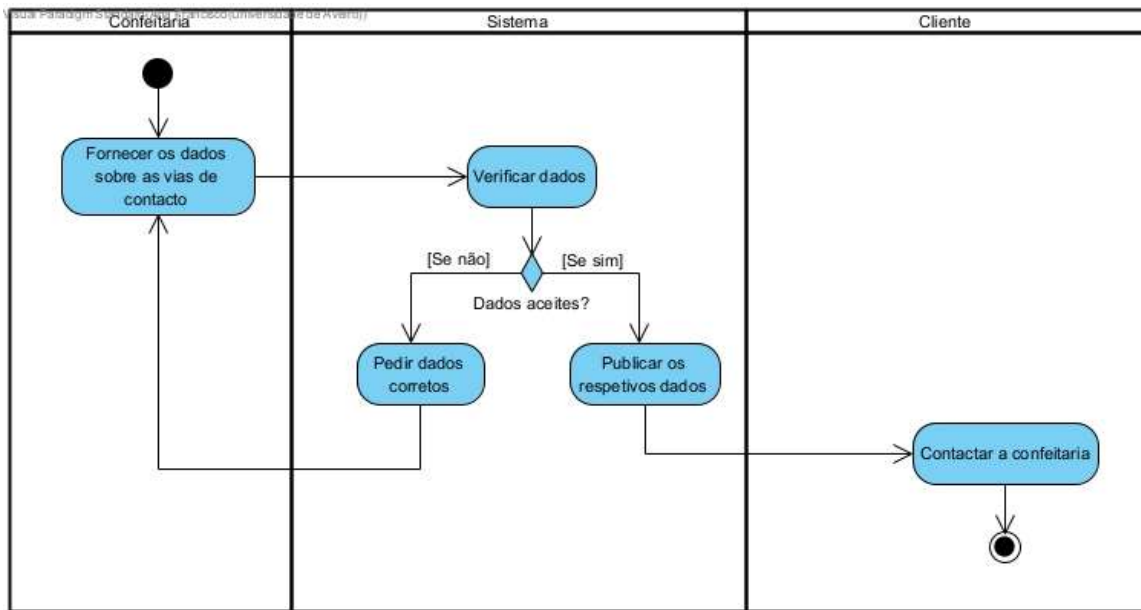 Confeitaria
Sistema
Cliente
Fornecer os dados
sobre as vias de
contacto
Verificar dados
[Se não]
[Se sim]
Dados aceites?
Pedir dados
corretos
Publicar os
respetivos dados
Contactar a confeitaria